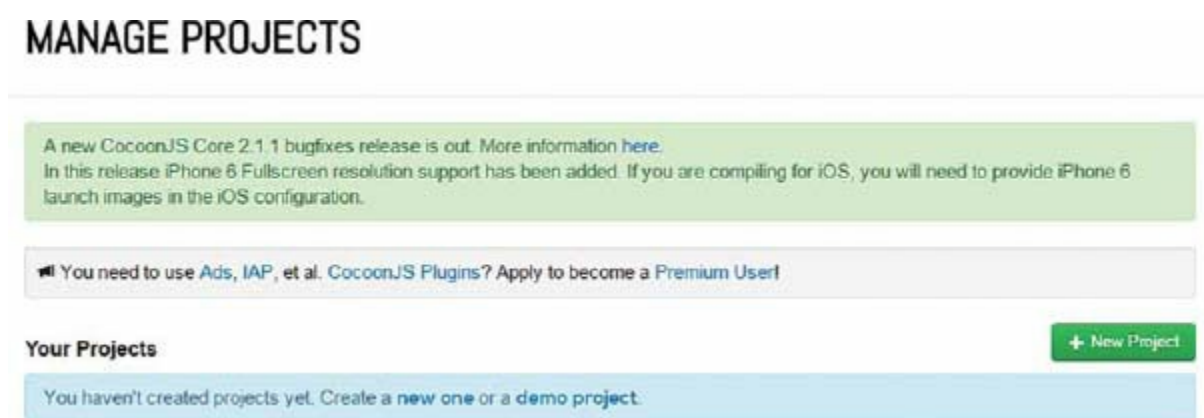 MANAGE PROJECTS
A new CocoonJS Core 2.1.1 bugfixes release is out. More information here.
In this release iPhone 6 Fullscreen resolution support has been added. If you are compiling for iOS, you will need to provide iPhone 6
launch images in the iOS configuration.
You need to use Ads, IAP, et al. CocoonJS Plugins? Apply to become a Premium User!
Your Projects
+ New Project
You haven't created projects yet. Create a new one or a demo project.